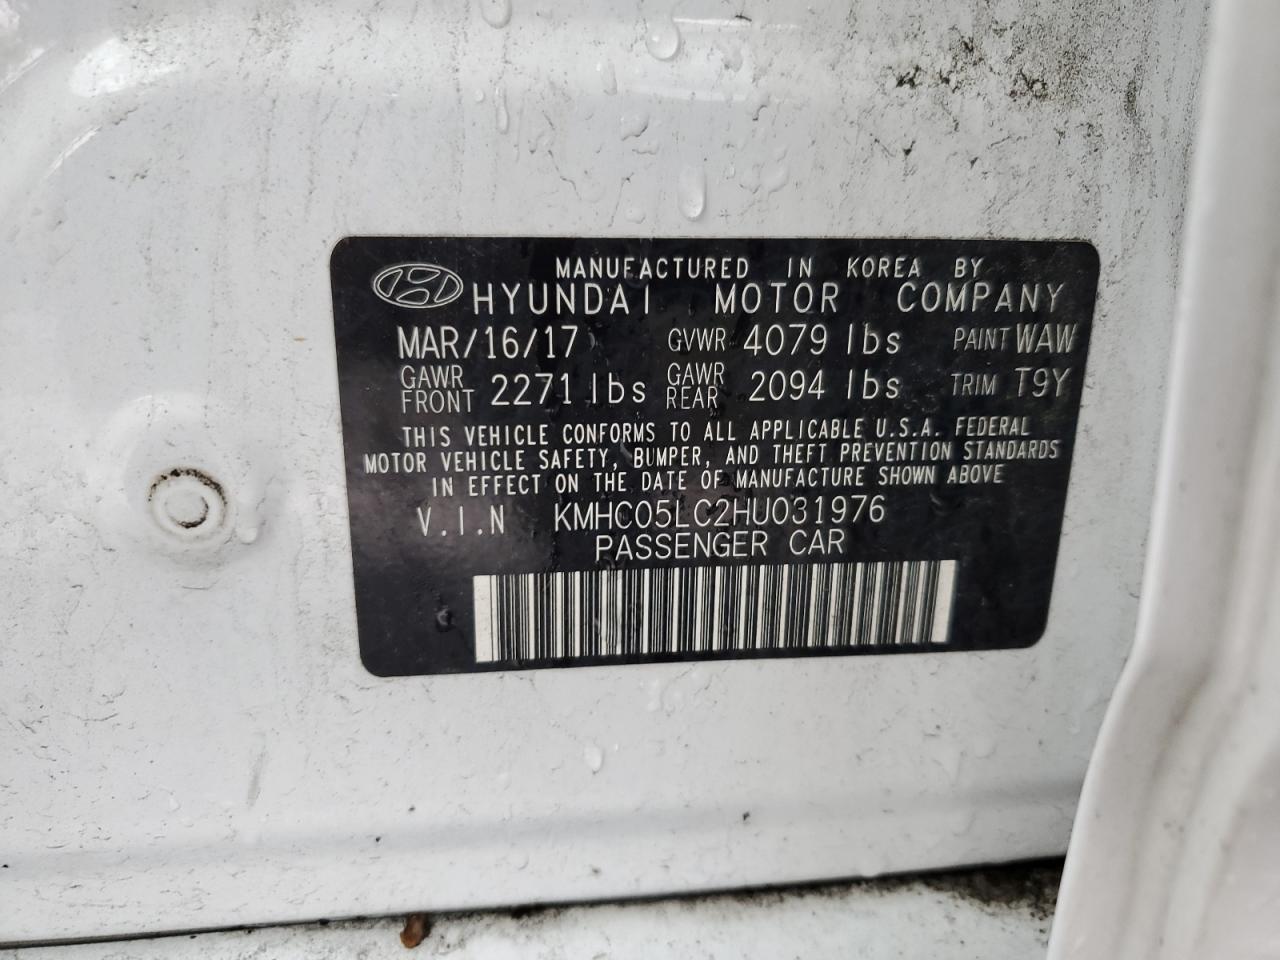 MANUFACTURED IN KOREA BY
HYUNDAI MOTOR COMPANY
MAR/16/17 GVWR 4079 lbs PAINT WAW
GAWR FRONT 2271 lbs GAWR REAR 2094 lbs TRIM T9Y
THIS VEHICLE CONFORMS TO ALL APPLICABLE U.S.A. FEDERAL
MOTOR VEHICLE SAFETY, BUMPER, AND THEFT PREVENTION STANDARDS
IN EFFECT ON THE DATE OF MANUFACTURE SHOWN ABOVE
V.I.N KMHC05LC2HU031976
PASSENGER CAR